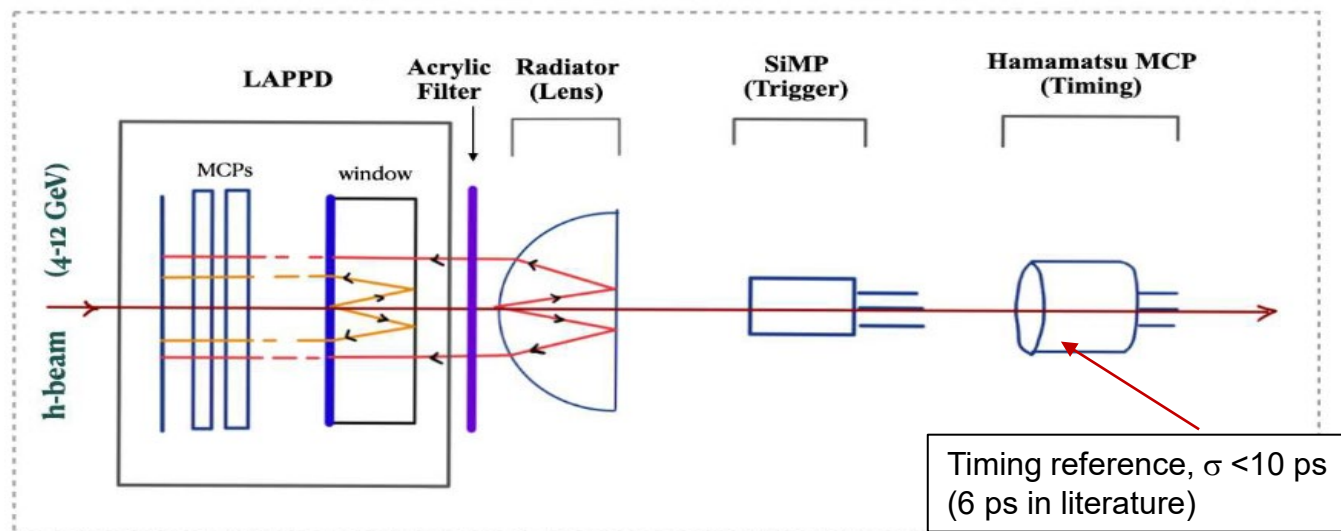 LAPPD
Acrylic
Filter
Radiator
(Lens)
SiMP
(Trigger)
Hamamatsu MCP
(Timing)
MCPs
window
h-beam (4-12 GeV)
Timing reference, σ <10 ps
(6 ps in literature)